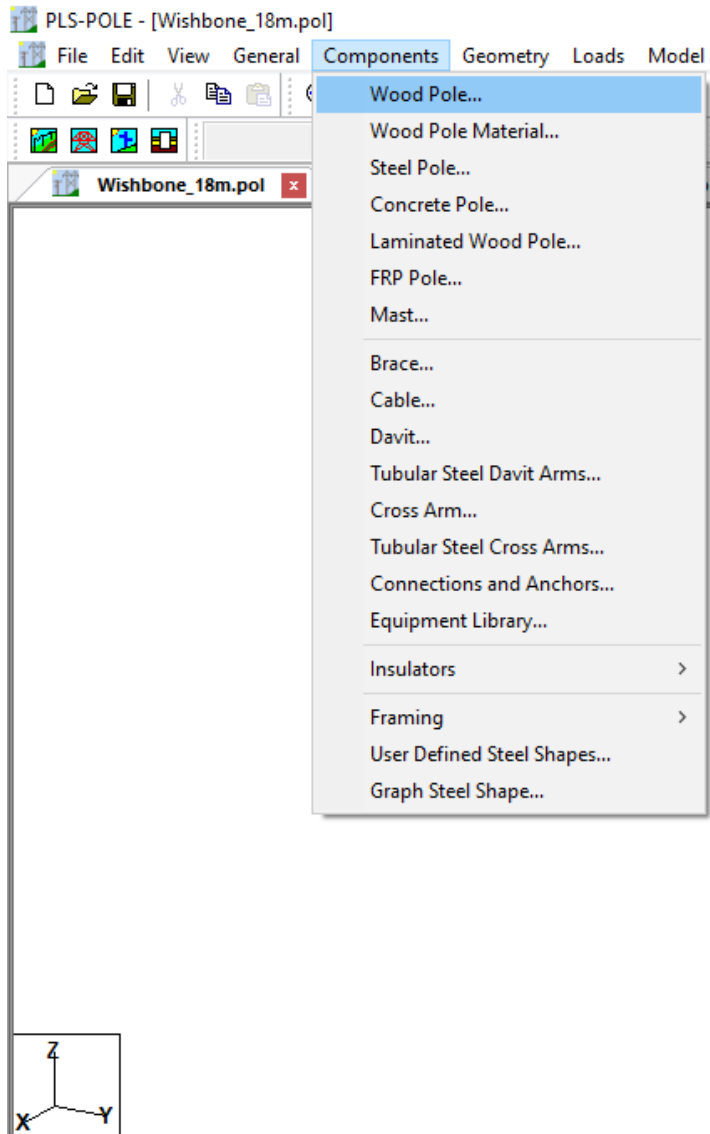 PLS-POLE - [Wishbone_18m.pol]
File Edit View General Components Geometry Loads Model
Wishbone_18m.pol x
Wood Pole...
Wood Pole Material...
Steel Pole...
Concrete Pole...
Laminated Wood Pole...
FRP Pole...
Mast...
Brace...
Cable...
Davit...
Tubular Steel Davit Arms...
Cross Arm...
Tubular Steel Cross Arms...
Connections and Anchors...
Equipment Library...
Insulators
Framing
User Defined Steel Shapes...
Graph Steel Shape...
Z
X Y